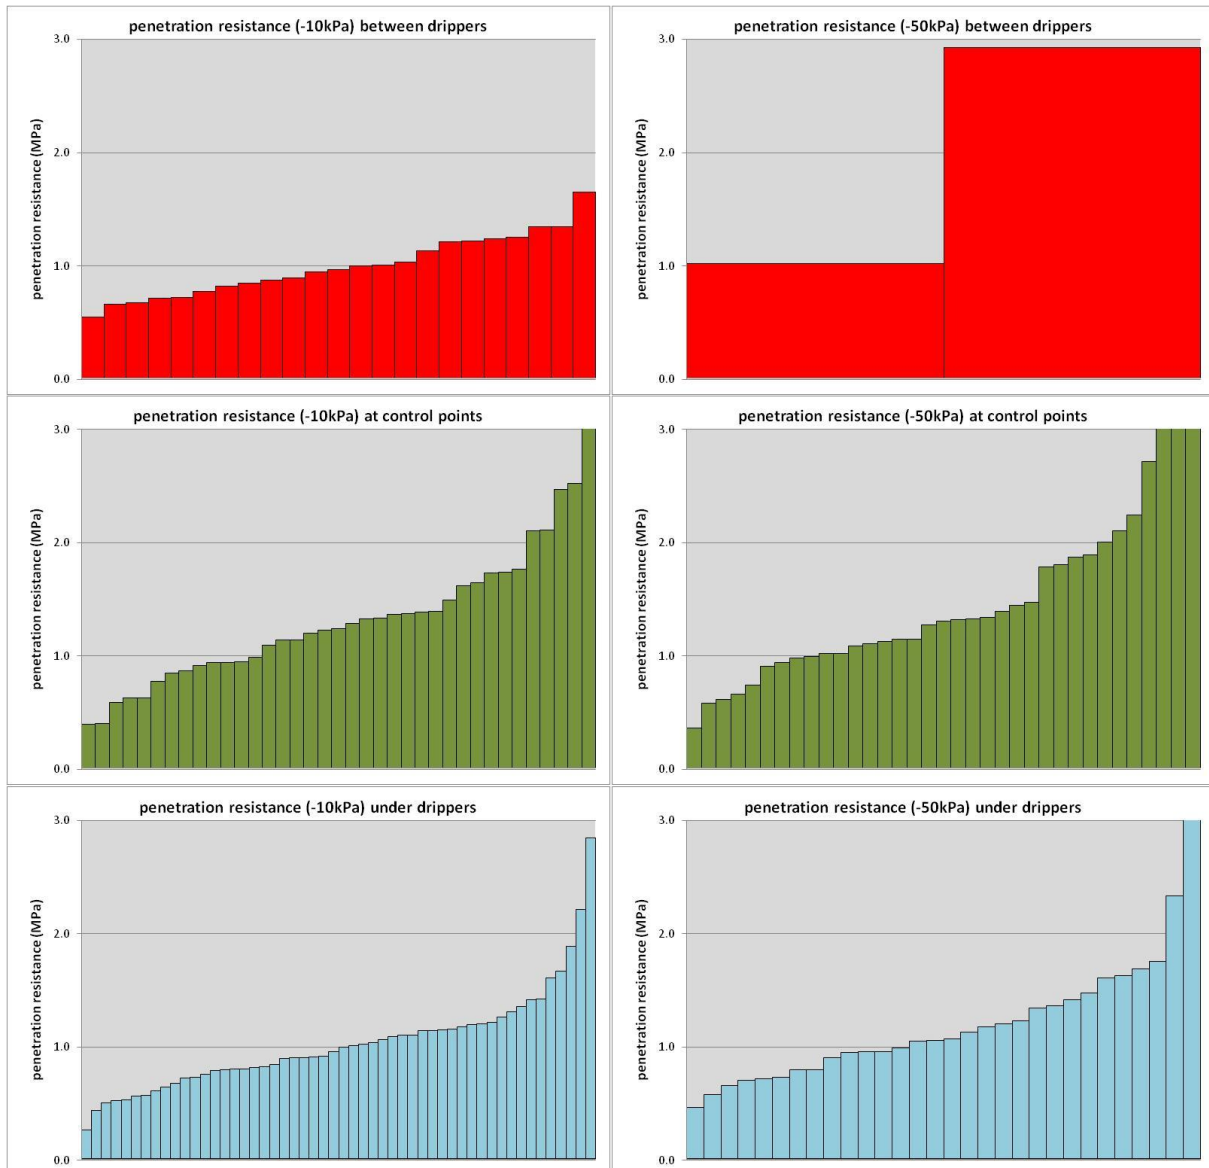 penetration resistance (-10kPa) between drippers
3.0
2.0
1.0
0.0
penetration resistance (MPa)
penetration resistance (-50kPa) between drippers
3.0
2.0
1.0
0.0
penetration resistance (MPa)
penetration resistance (-10kPa) at control points
3.0
2.0
1.0
0.0
penetration resistance (MPa)
penetration resistance (-50kPa) at control points
3.0
2.0
1.0
0.0
penetration resistance (MPa)
penetration resistance (-10kPa) under drippers
3.0
2.0
1.0
0.0
penetration resistance (MPa)
penetration resistance (-50kPa) under drippers
3.0
2.0
1.0
0.0
penetration resistance (MPa)